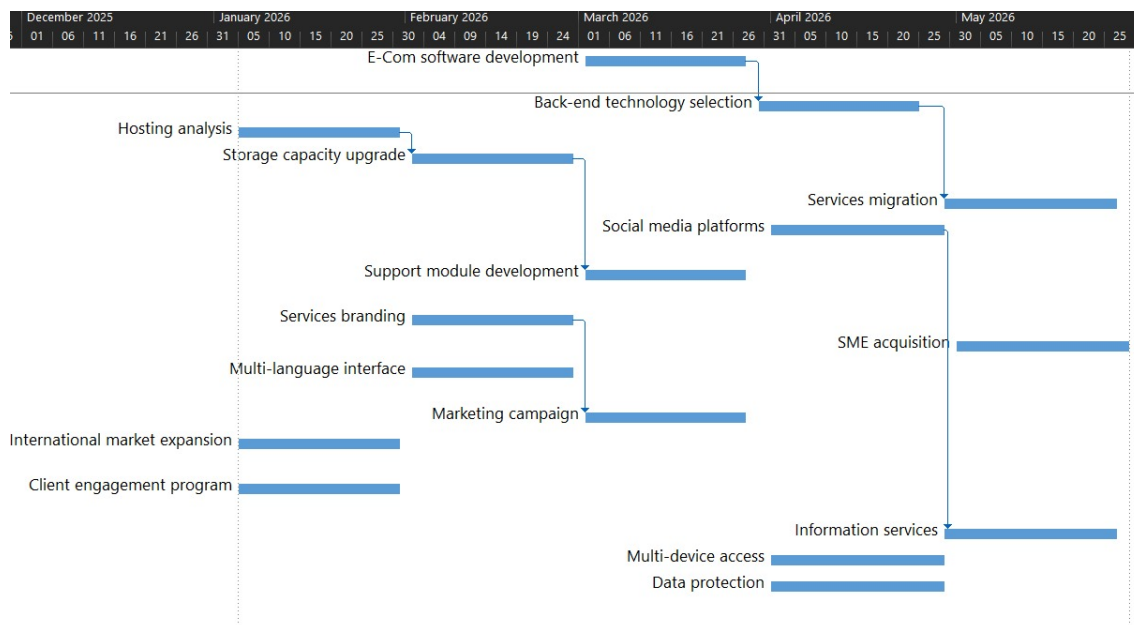 December 2025 January 2026 February 2026 March 2026 April 2026 May 2026
01 06 11 16 21 26 31 05 10 15 20 25 30 04 09 14 19 24 01 06 11 16 21 26 31 05 10 15 20 25 30 05 10 15 20 25
E-Com software development
Back-end technology selection
Hosting analysis
Storage capacity upgrade
Services migration
Social media platforms
Support module development
Services branding
SME acquisition
Multi-language interface
Marketing campaign
International market expansion
Client engagement program
Information services
Multi-device access
Data protection